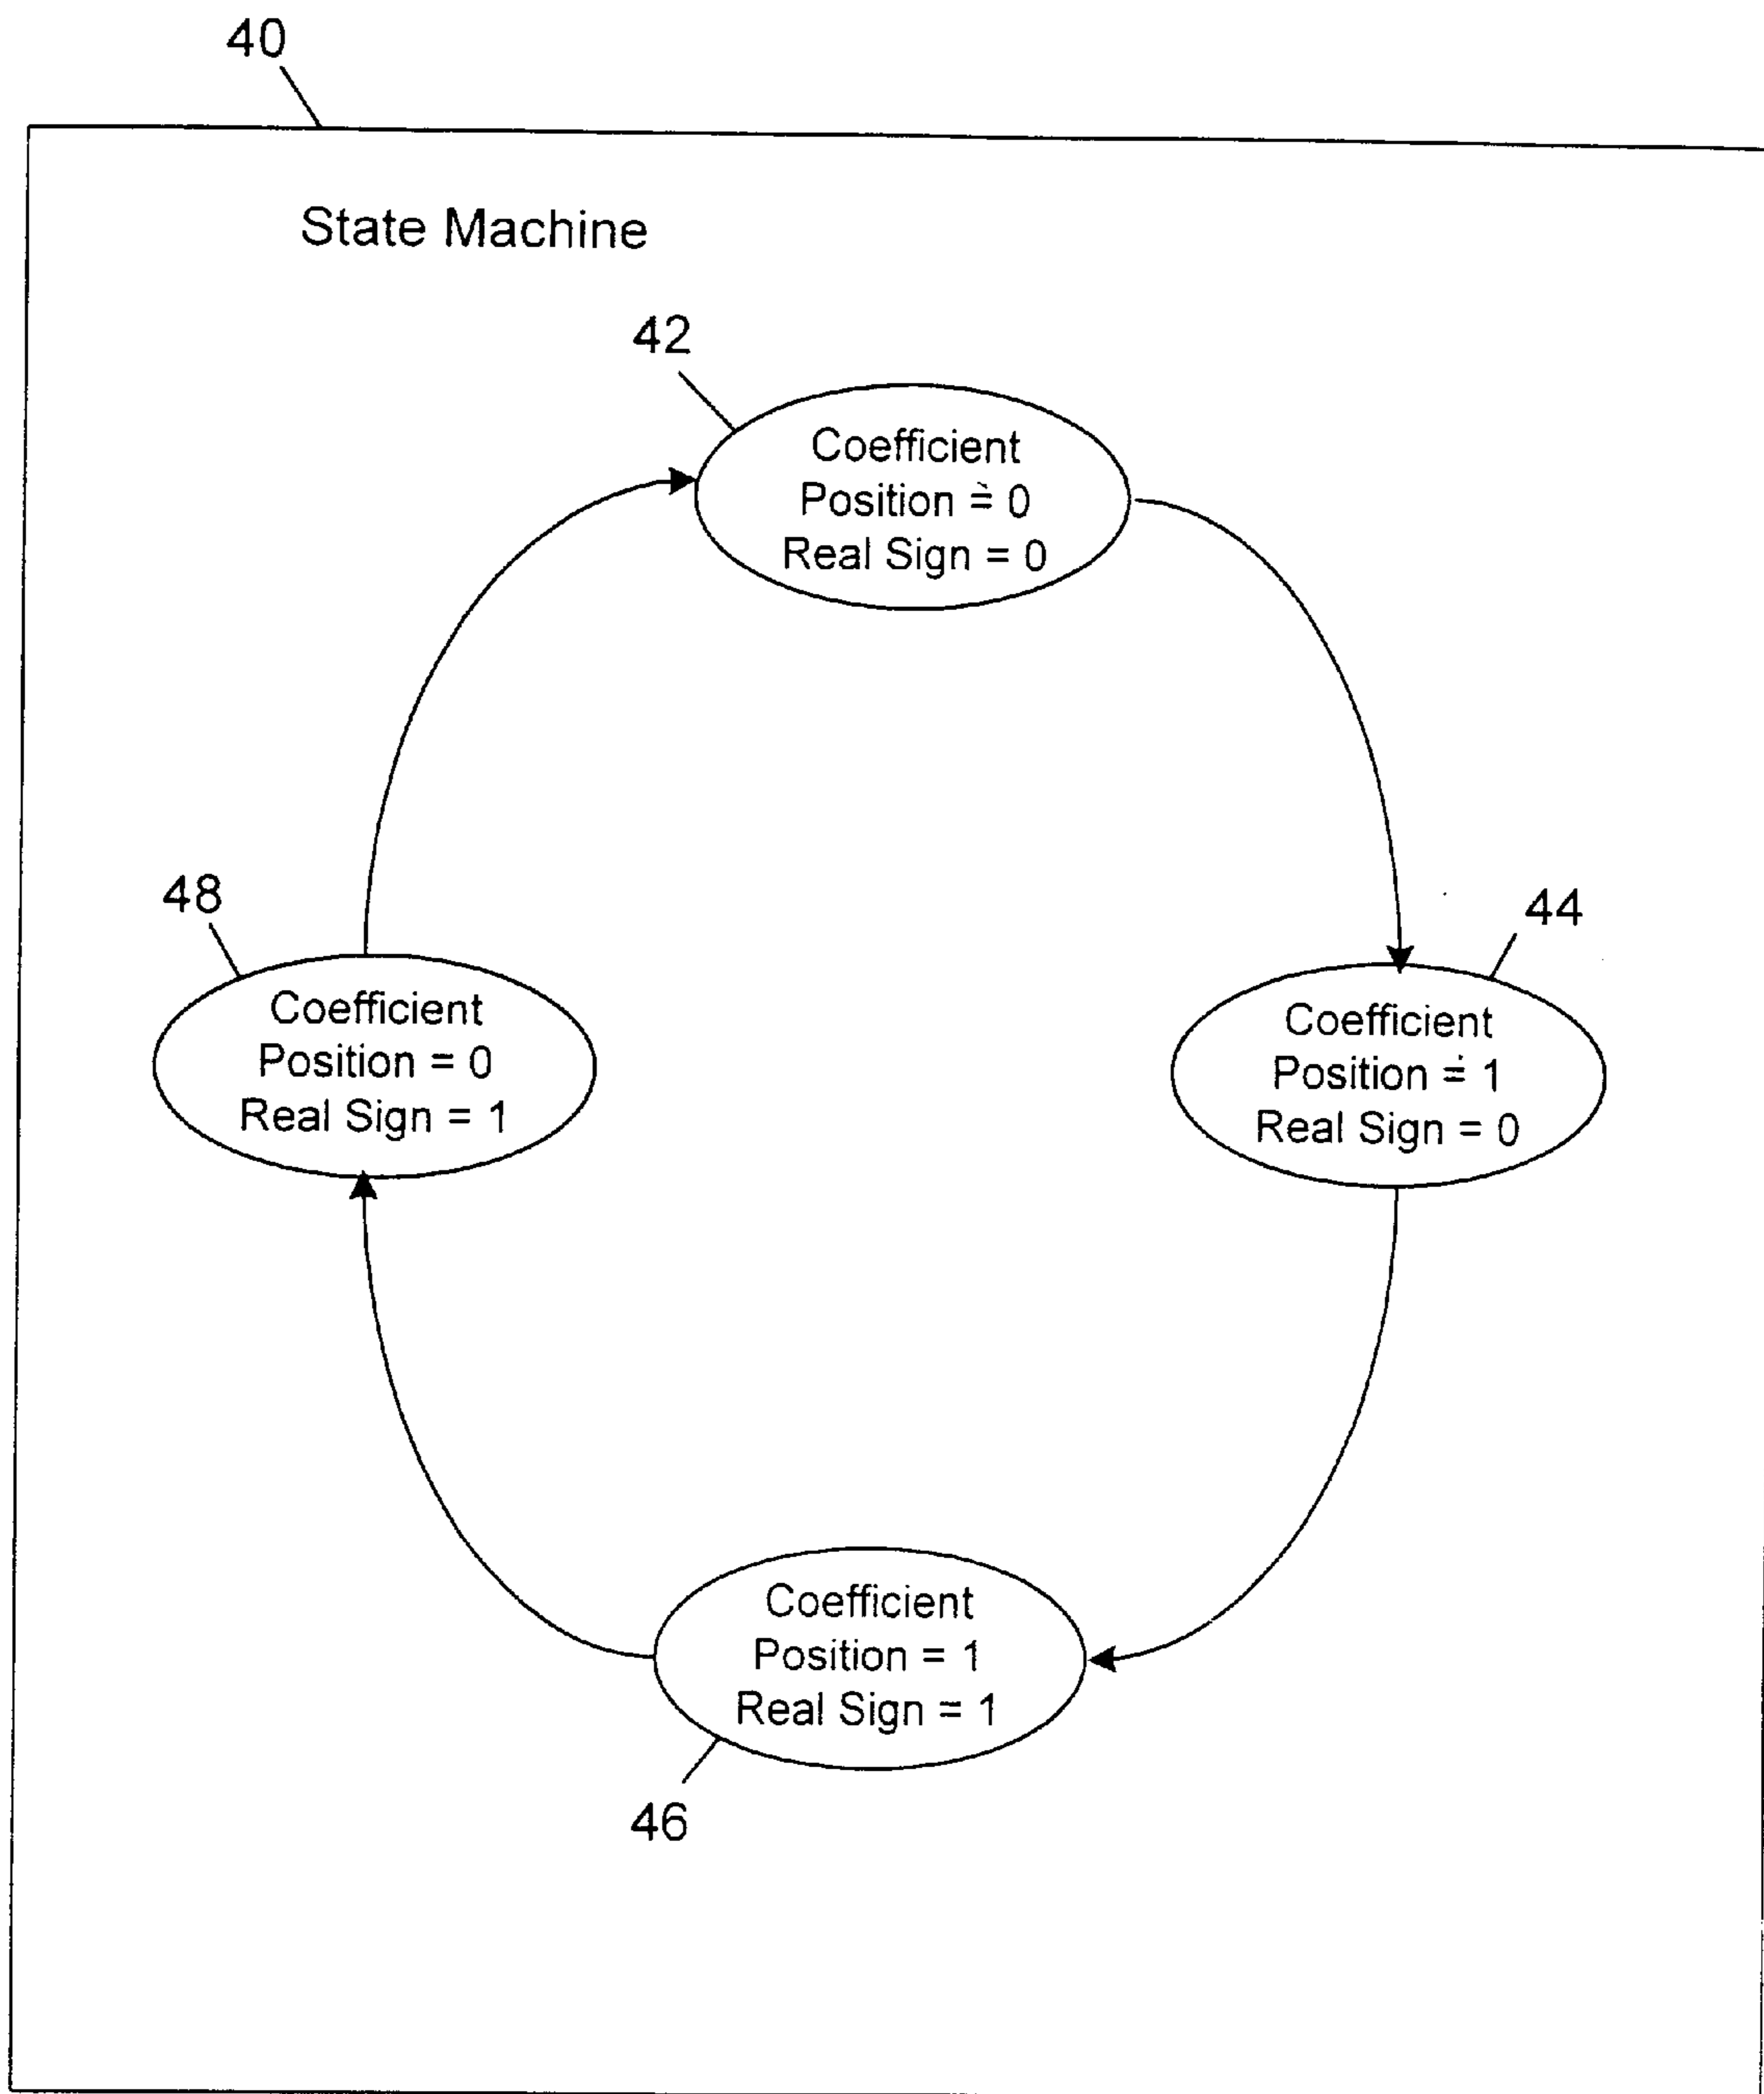 40
State Machine
42
Coefficient
Position = 0
Real Sign = 0
48
Coefficient
Position = 0
Real Sign = 1
44
Coefficient
Position = 1
Real Sign = 0
Coefficient
Position = 1
Real Sign = 1
46